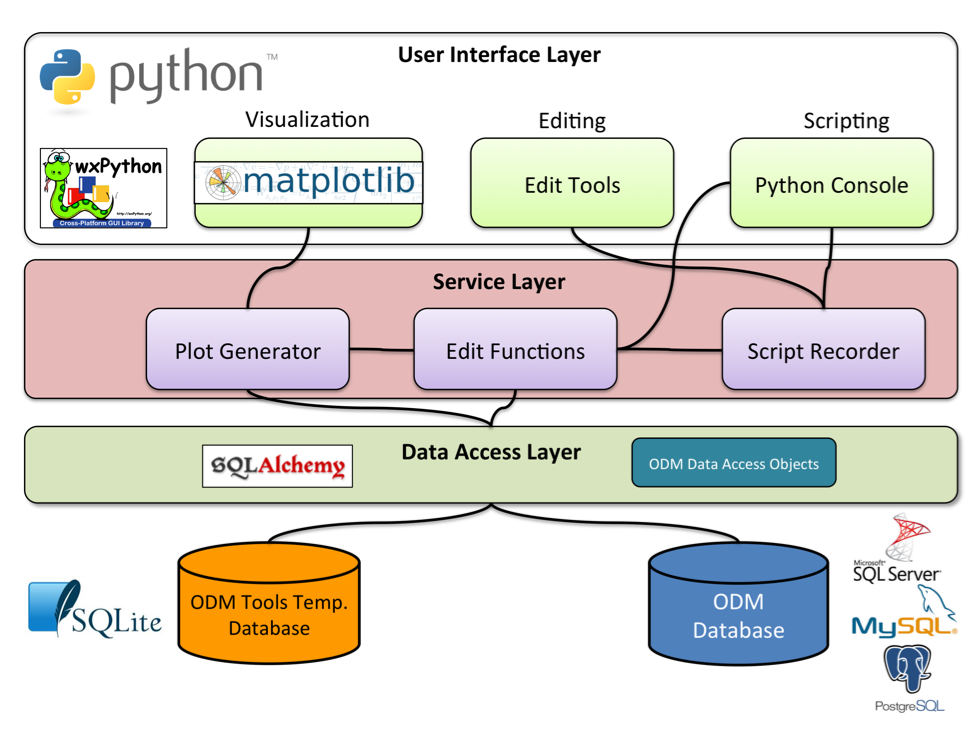 User Interface Layer
python™
Visualization
Editing
Scripting
wxPython
http://wxPython.org/
Cross-Platform GUI Library
matplotlib
Edit Tools
Python Console
Service Layer
Plot Generator
Edit Functions
Script Recorder
Data Access Layer
SQLAlchemy
ODM Data Access Objects
SQLite
ODM Tools Temp.
Database
ODM
Database
Microsoft®
SQL Server®
MySQL®
PostgreSQL